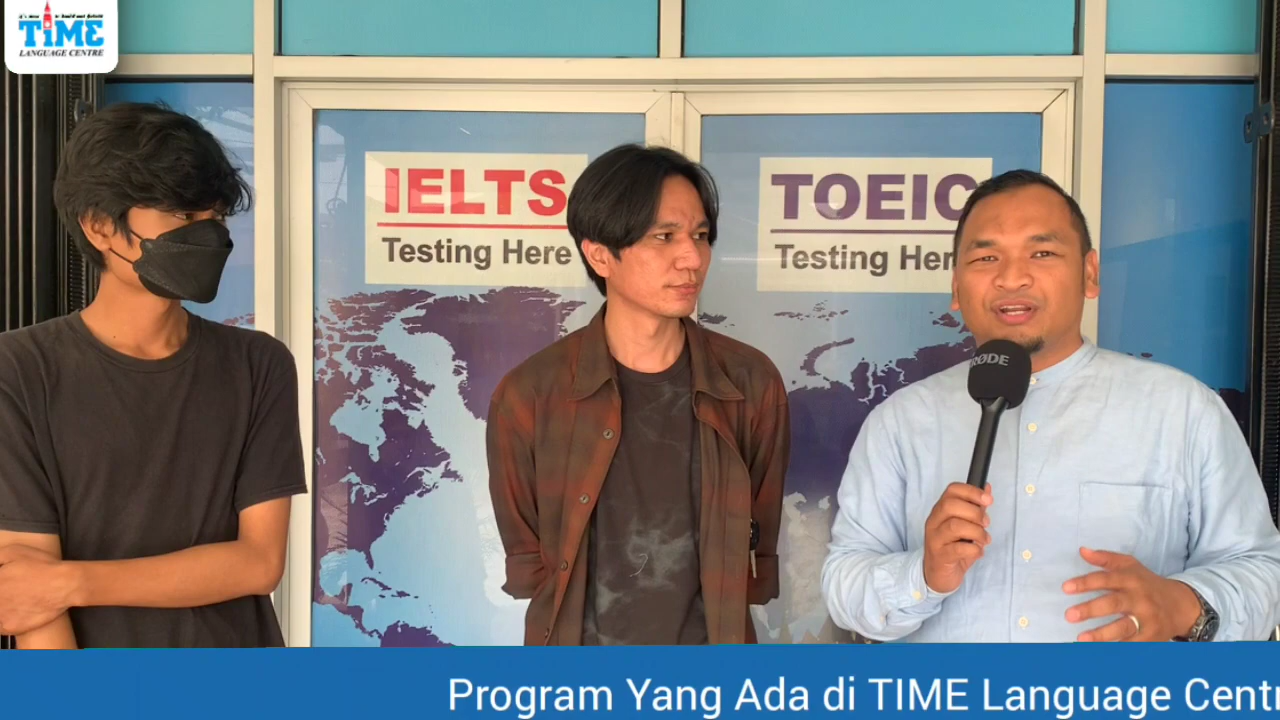 TIME
LANGUAGE CENTRE
IELTS
Testing Here
TOEIC
Testing Her
RØDE
Program Yang Ada di TIME Language Centr